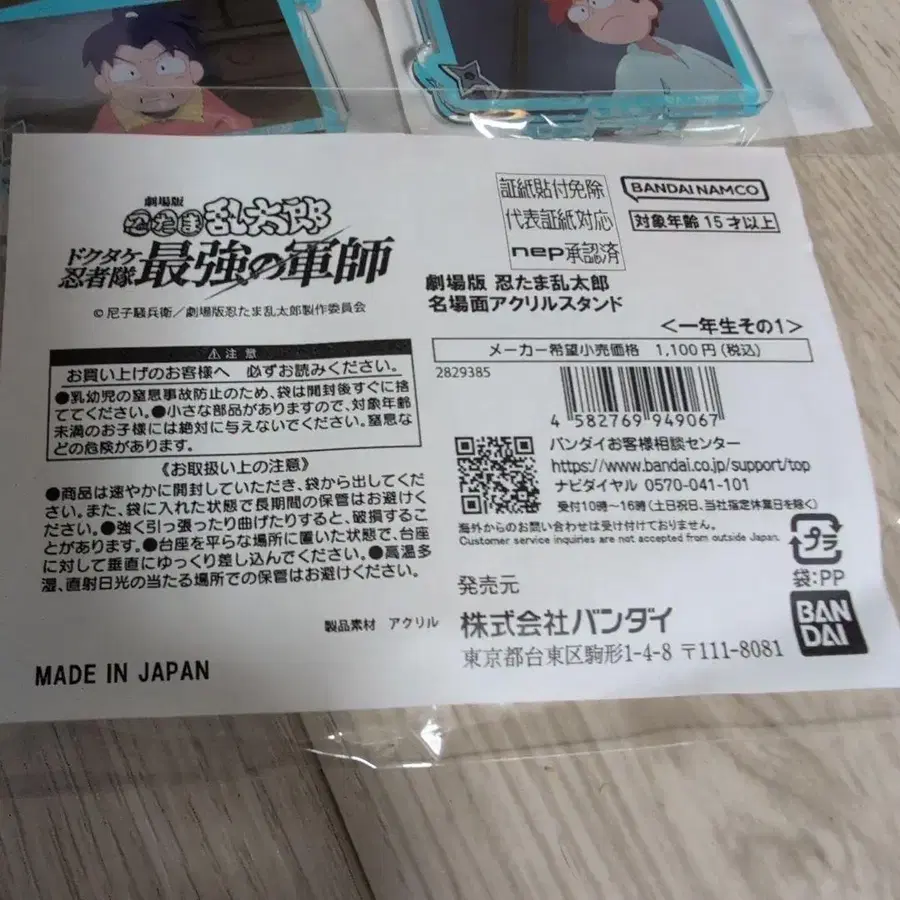 劇場版
忍たま乱太郎
ドクタケ忍者隊 最強の軍師
©尼子騒兵衛/劇場版忍たま乱太郎製作委員会
⚠注意
お買い上げのお客様へ 必ずお読みください。
●乳幼児の窒息事故防止のため、袋は開封後すぐに捨
ててください。●小さな部品がありますので、対象年齢
未満のお子様には絶対に与えないでください。窒息な
どの危険があります。
《お取扱い上の注意》
●商品は速やかに開封していただき、袋から出してくだ
さい。また、袋に入れた状態で長期間の保管はお避けく
ださい。●強く引っ張ったり曲げたりすると、破損するこ
とがあります。●台座を平らな場所に置いた状態で、台座
に対して垂直にゆっくり差し込んでください。●高温多
湿、直射日光の当たる場所での保管はお避けください。
製品素材 アクリル
MADE IN JAPAN
証紙貼付免除
代表証紙対応
nep承認済
BANDAI NAMCO
対象年齢 15才以上
劇場版 忍たま乱太郎
名場面アクリルスタンド
<一年生その1>
メーカー希望小売価格 1,100円(税込)
2829385
4 582769 949067
バンダイお客様相談センター
https://www.bandai.co.jp/support/top
ナビダイヤル 0570-041-101
受付10時~16時(土日祝日、当社指定休業日を除く)
海外からのお問い合わせは受け付けておりません。
Customer service inquiries are not accepted from outside Japan.
プラ
袋:PP
発売元
株式会社バンダイ
東京都台東区駒形1-4-8 〒111-8081
BAN
DAI